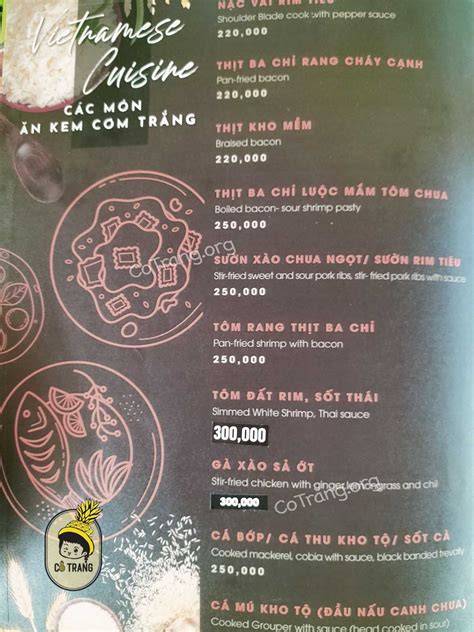 Vietnamese
Cuisine
CÁC MÓN
ĂN KEM CƠM TRẮNG
NẠC VAI RIM TIÊU
Shoulder Blade cook with pepper sauce
220,000
THỊT BA CHỈ RANG CHÁY CẠNH
Pan-fried bacon
220,000
THỊT KHO MỀM
Braised bacon
220,000
THỊT BA CHỈ LUỘC MẮM TÔM CHUA
Boiled bacon- sour shrimp pasty
250,000
SƯỜN XÀO CHUA NGỌT/ SƯỜN RIM TIÊU
Stir-fried sweet and sour pork ribs, stir- fried pork ribs with sauce
250,000
TÔM RANG THỊT BA CHỈ
Pan-fried shrimp with bacon
250,000
TÔM ĐẤT RIM, SỐT THÁI
Simmed White Shrimp, Thai sauce
300,000
GÀ XÀO SẢ ỚT
Stir-fried chicken with ginger, lemongrass and chil
300,000
CÁ BỚP/ CÁ THU KHO TỘ/ SỐT CÀ
Cooked mackerel, cobia with sauce, black banded trevally
250,000
CÁ MÚ KHO TỘ (ĐẦU NẤU CANH CHUA)
Cooked Grouper with sauce (head cooked in sour)
CoTrang.org
CoTrang.org
CÔ TRANG